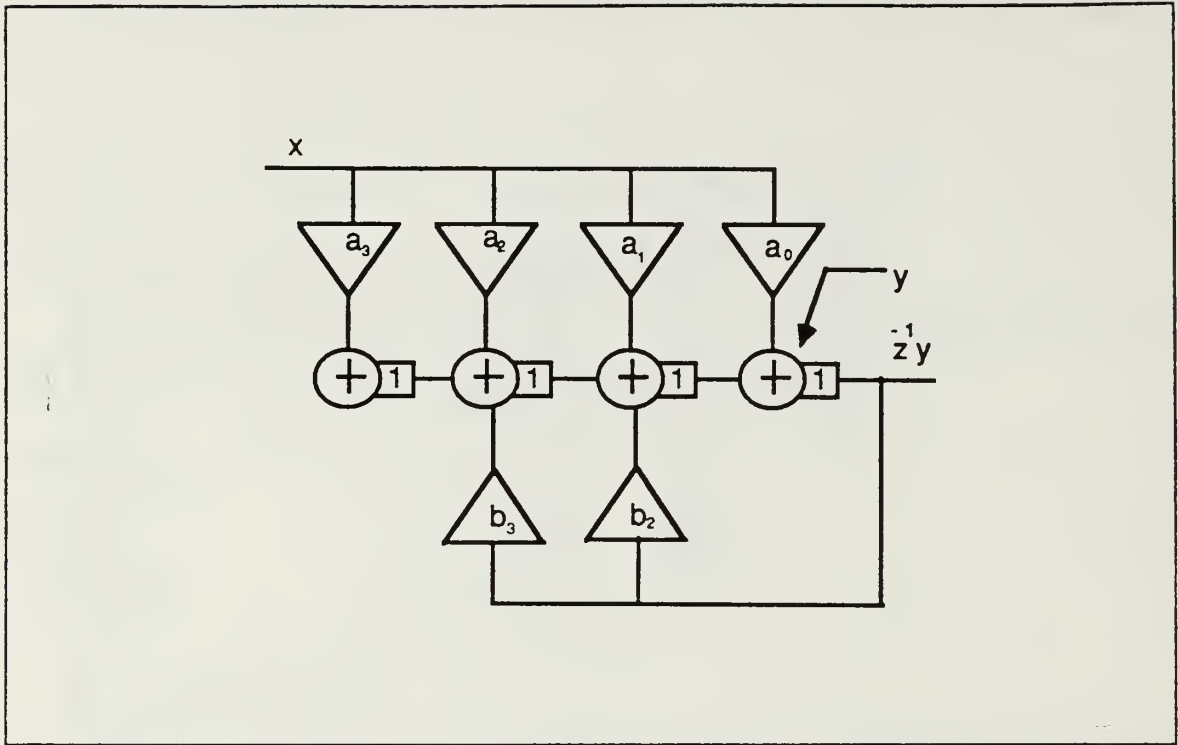 x
a₃ a₂ a₁ a₀
y
z⁻¹y
+ 1 + 1 + 1 + 1
b₃ b₂